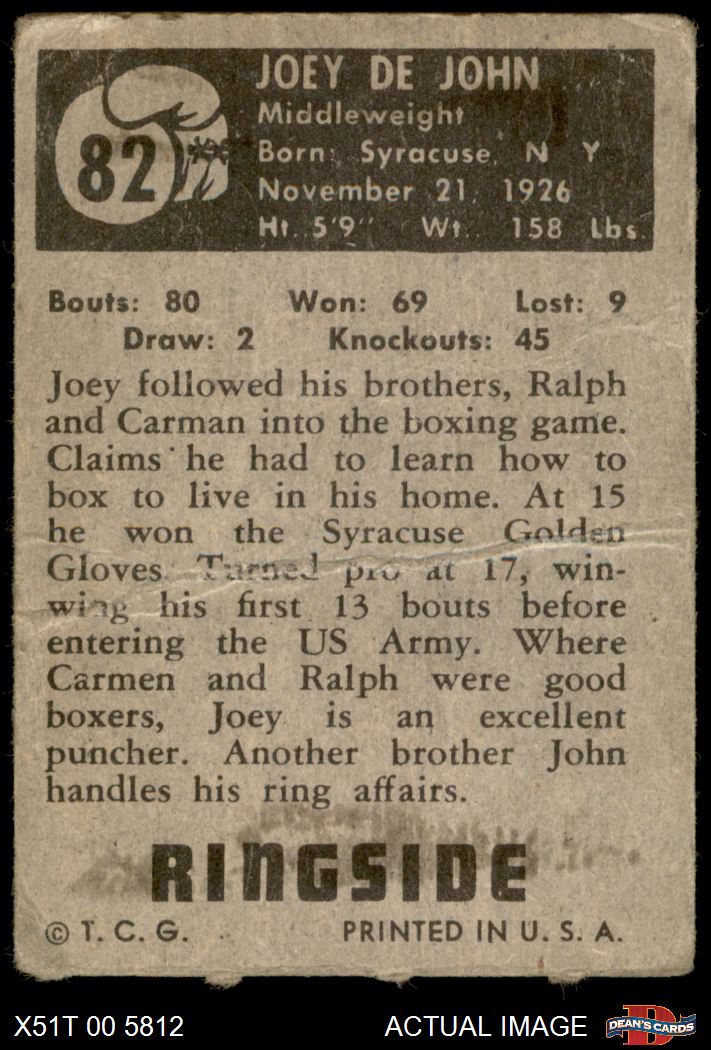 JOEY DE JOHN
Middleweight
82
Born: Syracuse, N Y
November 21, 1926
Ht. 5'9" Wt. 158 Lbs.
Bouts: 80 Won: 69 Lost: 9
Draw: 2 Knockouts: 45
Joey followed his brothers, Ralph
and Carman into the boxing game.
Claims he had to learn how to
box to live in his home. At 15
he won the Syracuse Golden
Gloves. Turned pro at 17, win-
wing his first 13 bouts before
entering the US Army. Where
Carmen and Ralph were good
boxers, Joey is an excellent
puncher. Another brother John
handles his ring affairs.
RINGSIDE
© T. C. G. PRINTED IN U. S. A.
X51T 00 5812 ACTUAL IMAGE DEAN'S CARDS